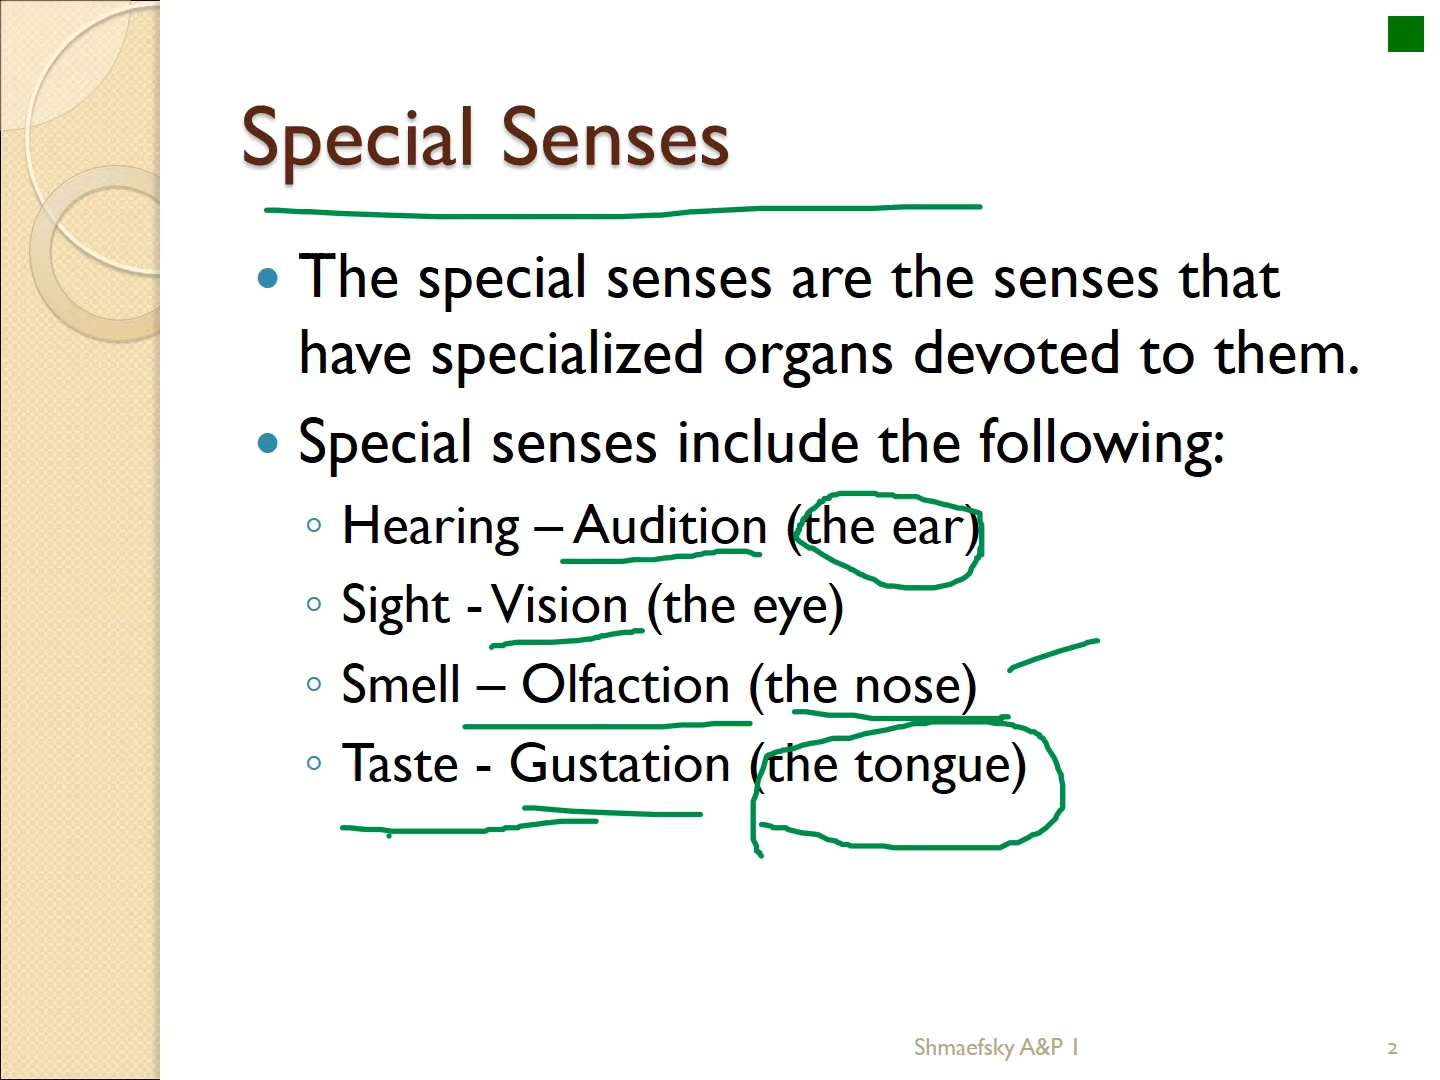 Special Senses
The special senses are the senses that
have specialized organs devoted to them.
Special senses include the following:
Hearing – Audition (the ear)
Sight - Vision (the eye)
Smell – Olfaction (the nose)
Taste - Gustation (the tongue)
Shmaefsky A&P 1
2